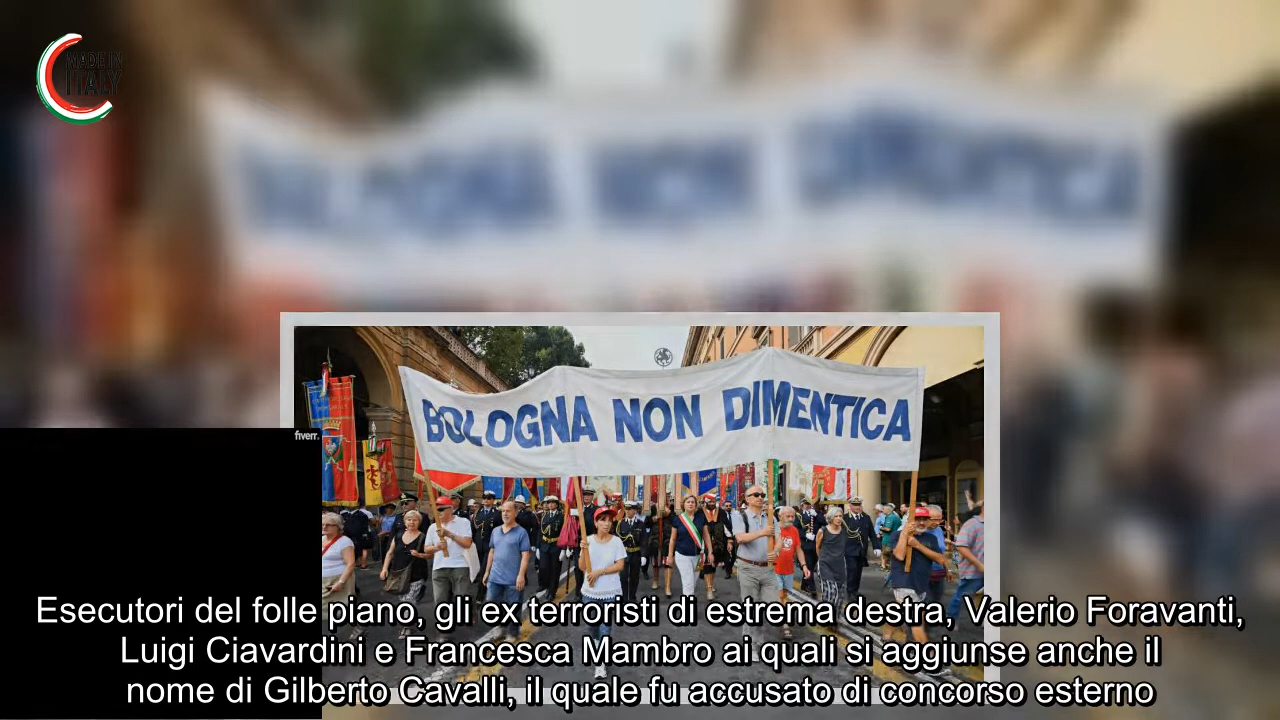 MADE IN
ITALY
fiverr.
BOLOGNA NON DIMENTICA
Esecutori del folle piano, gli ex terroristi di estrema destra, Valerio Foravanti,
Luigi Ciavardini e Francesca Mambro ai quali si aggiunse anche il
nome di Gilberto Cavalli, il quale fu accusato di concorso esterno